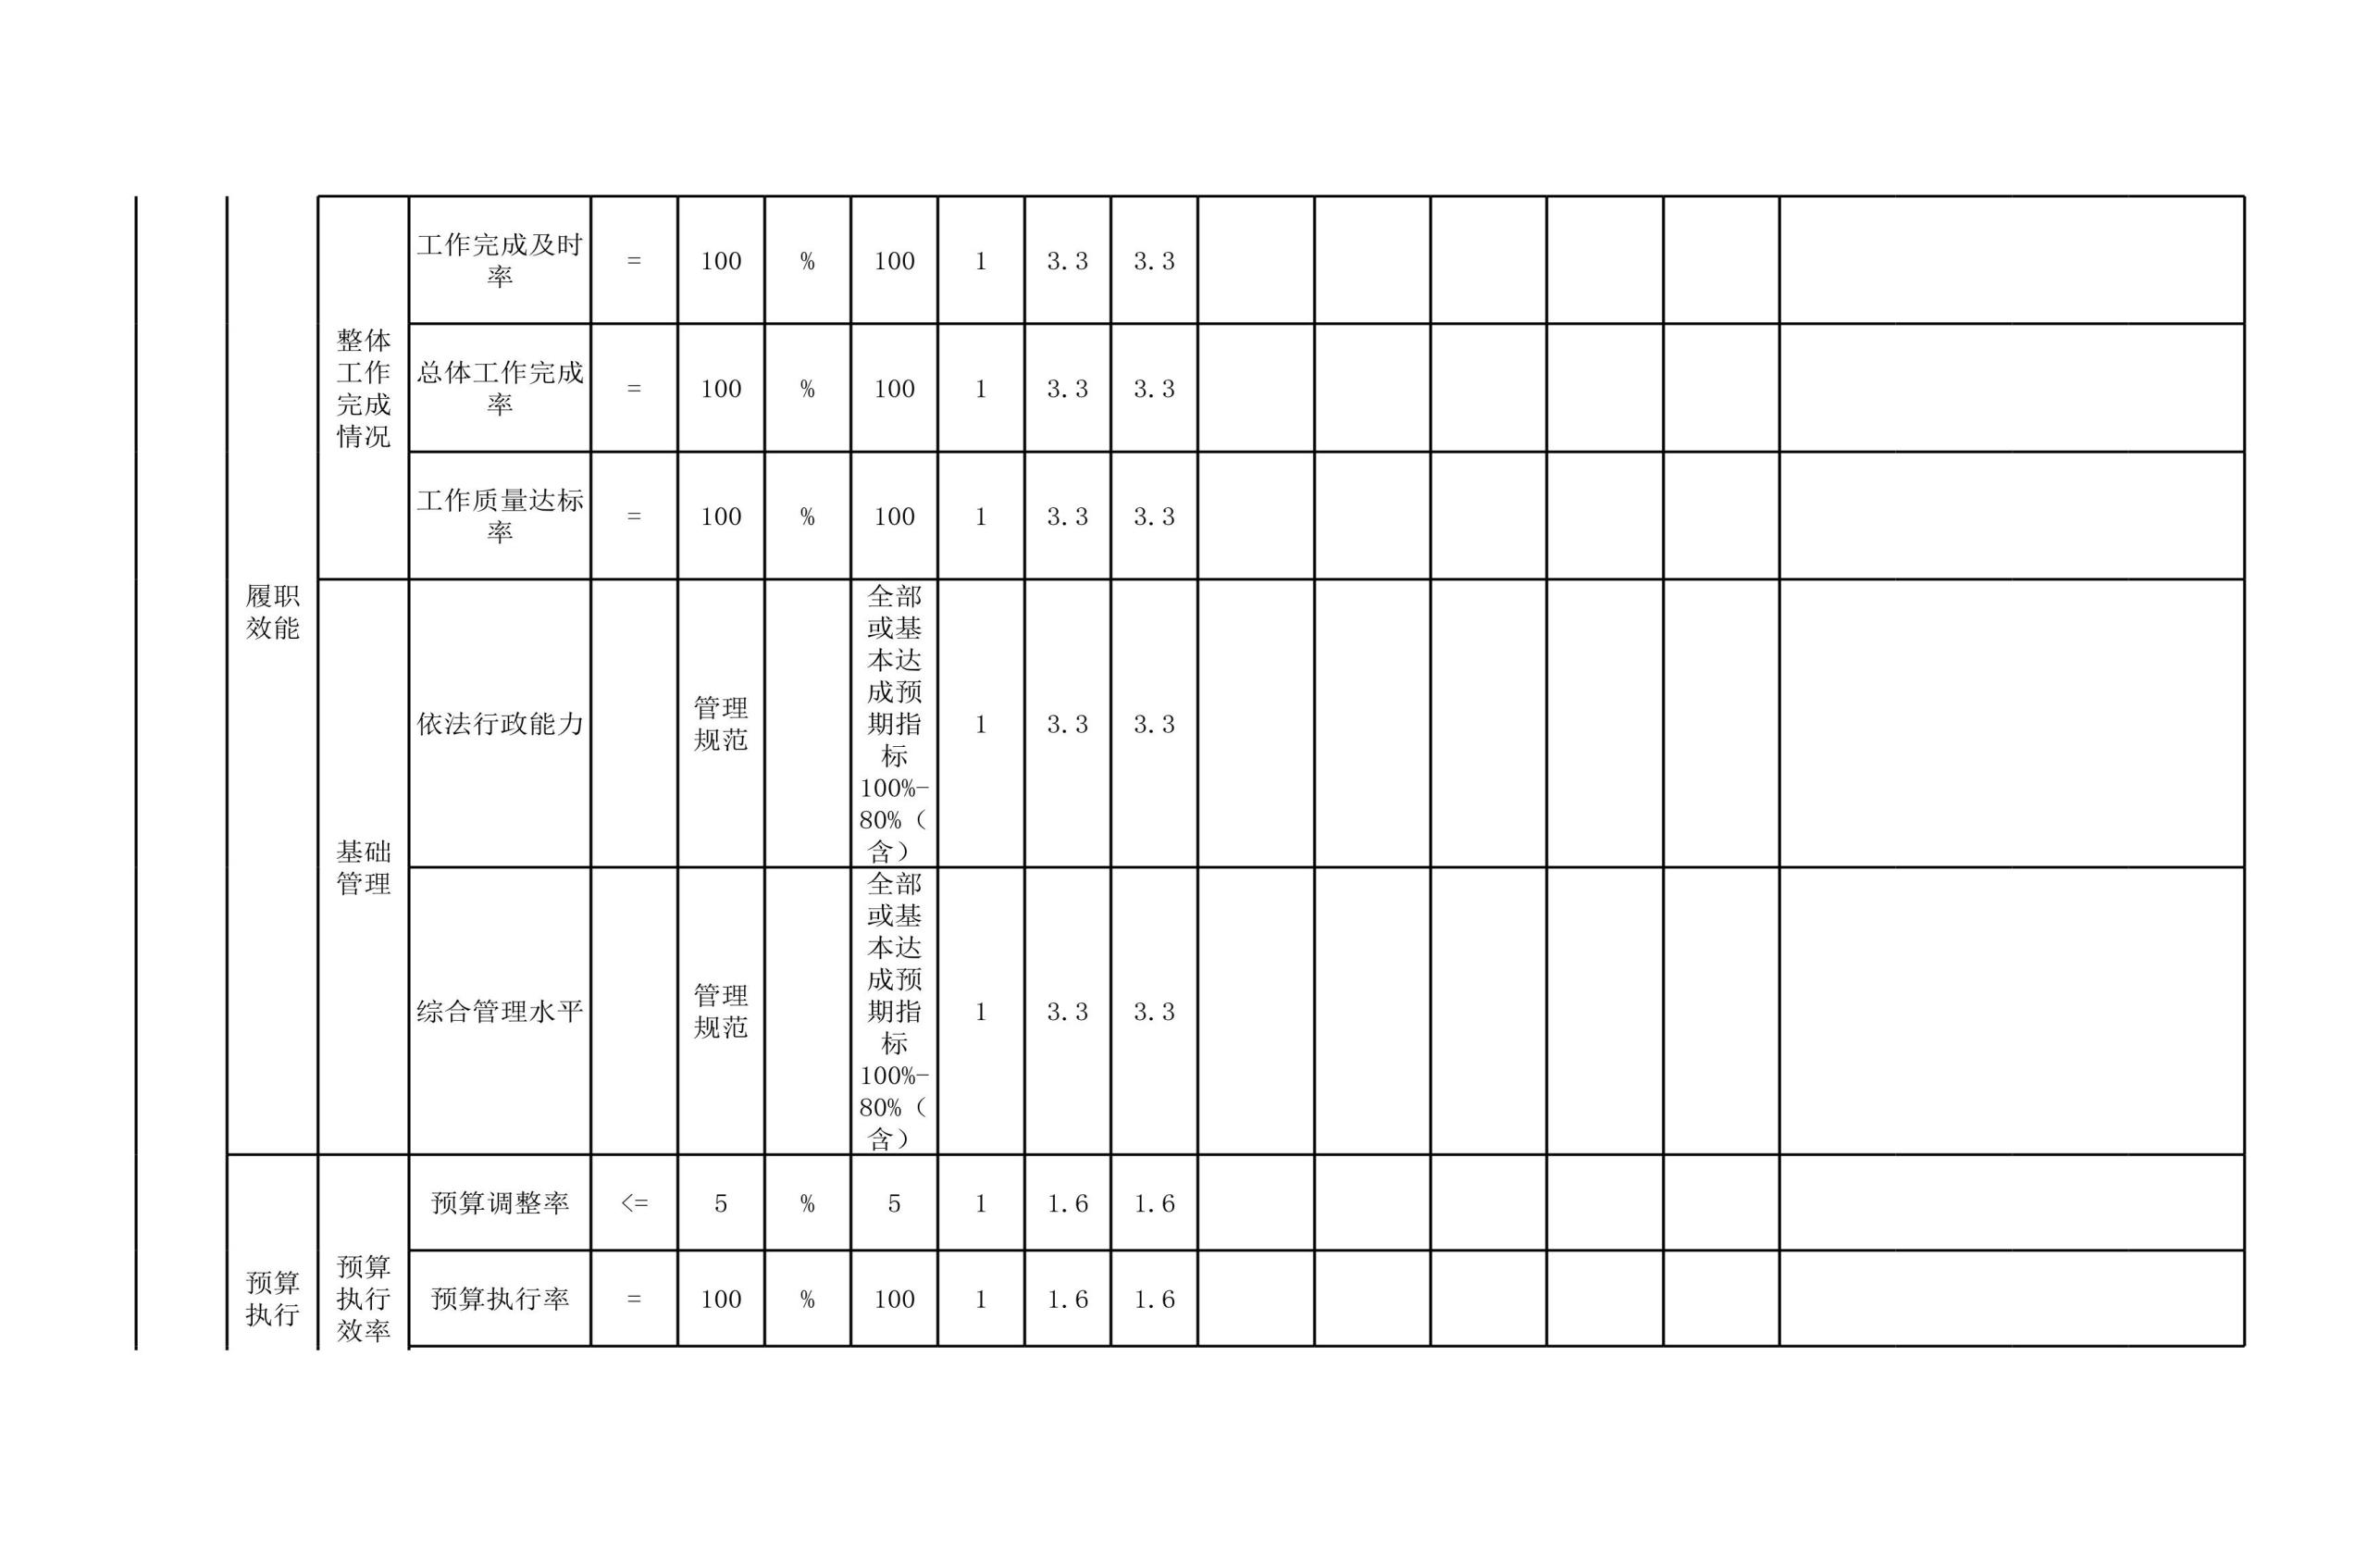 履职
效能
整体
工作
完成
情况
工作完成及时
率
=
100
%
100
1
3.3
3.3
总体工作完成
率
=
100
%
100
1
3.3
3.3
工作质量达标
率
=
100
%
100
1
3.3
3.3
基础
管理
依法行政能力
管理
规范
全部
或基
本达
成预
期指
标
100%-
80%（
含）
1
3.3
3.3
综合管理水平
管理
规范
全部
或基
本达
成预
期指
标
100%-
80%（
含）
1
3.3
3.3
预算
执行
预算
执行
效率
预算调整率
<=
5
%
5
1
1.6
1.6
预算执行率
=
100
%
100
1
1.6
1.6